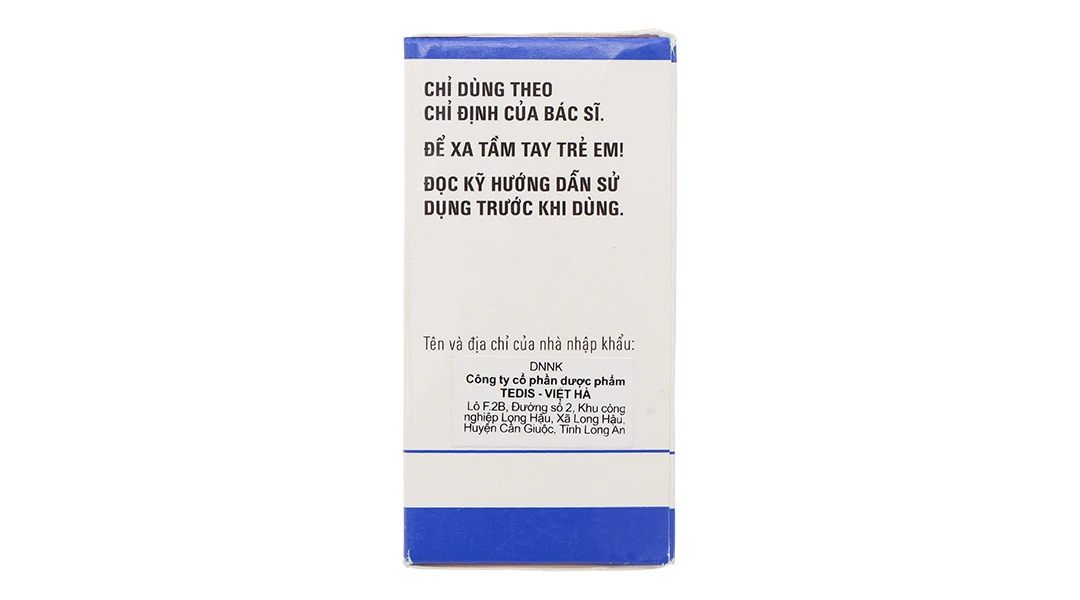 CHỈ DÙNG THEO
CHỈ ĐỊNH CỦA BÁC SĨ.
ĐỂ XA TẦM TAY TRẺ EM!
ĐỌC KỸ HƯỚNG DẪN SỬ
DỤNG TRƯỚC KHI DÙNG.
Tên và địa chỉ của nhà nhập khẩu:
DNNK
Công ty cổ phần dược phẩm
TEDIS - VIỆT HÀ
Lô F.2B, Đường số 2, Khu công
nghiệp Long Hậu, Xã Long Hậu,
Huyện Cần Giuộc, Tỉnh Long An